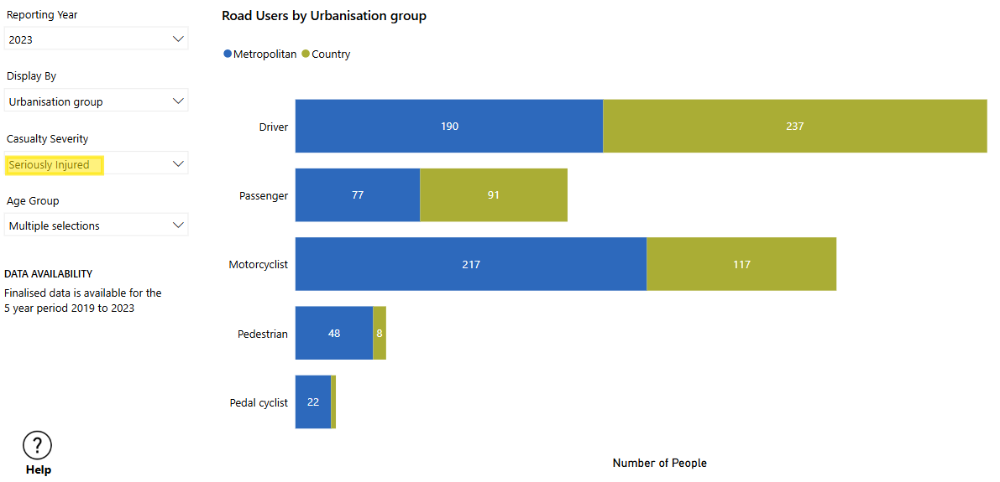 Reporting Year
2023
Display By
Urbanisation group
Casualty Severity
Seriously Injured
Age Group
Multiple selections
DATA AVAILABILITY
Finalised data is available for the
5 year period 2019 to 2023
?
Help
Road Users by Urbanisation group
Metropolitan Country
Driver 190 237
Passenger 77 91
Motorcyclist 217 117
Pedestrian 48 8
Pedal cyclist 22
Number of People